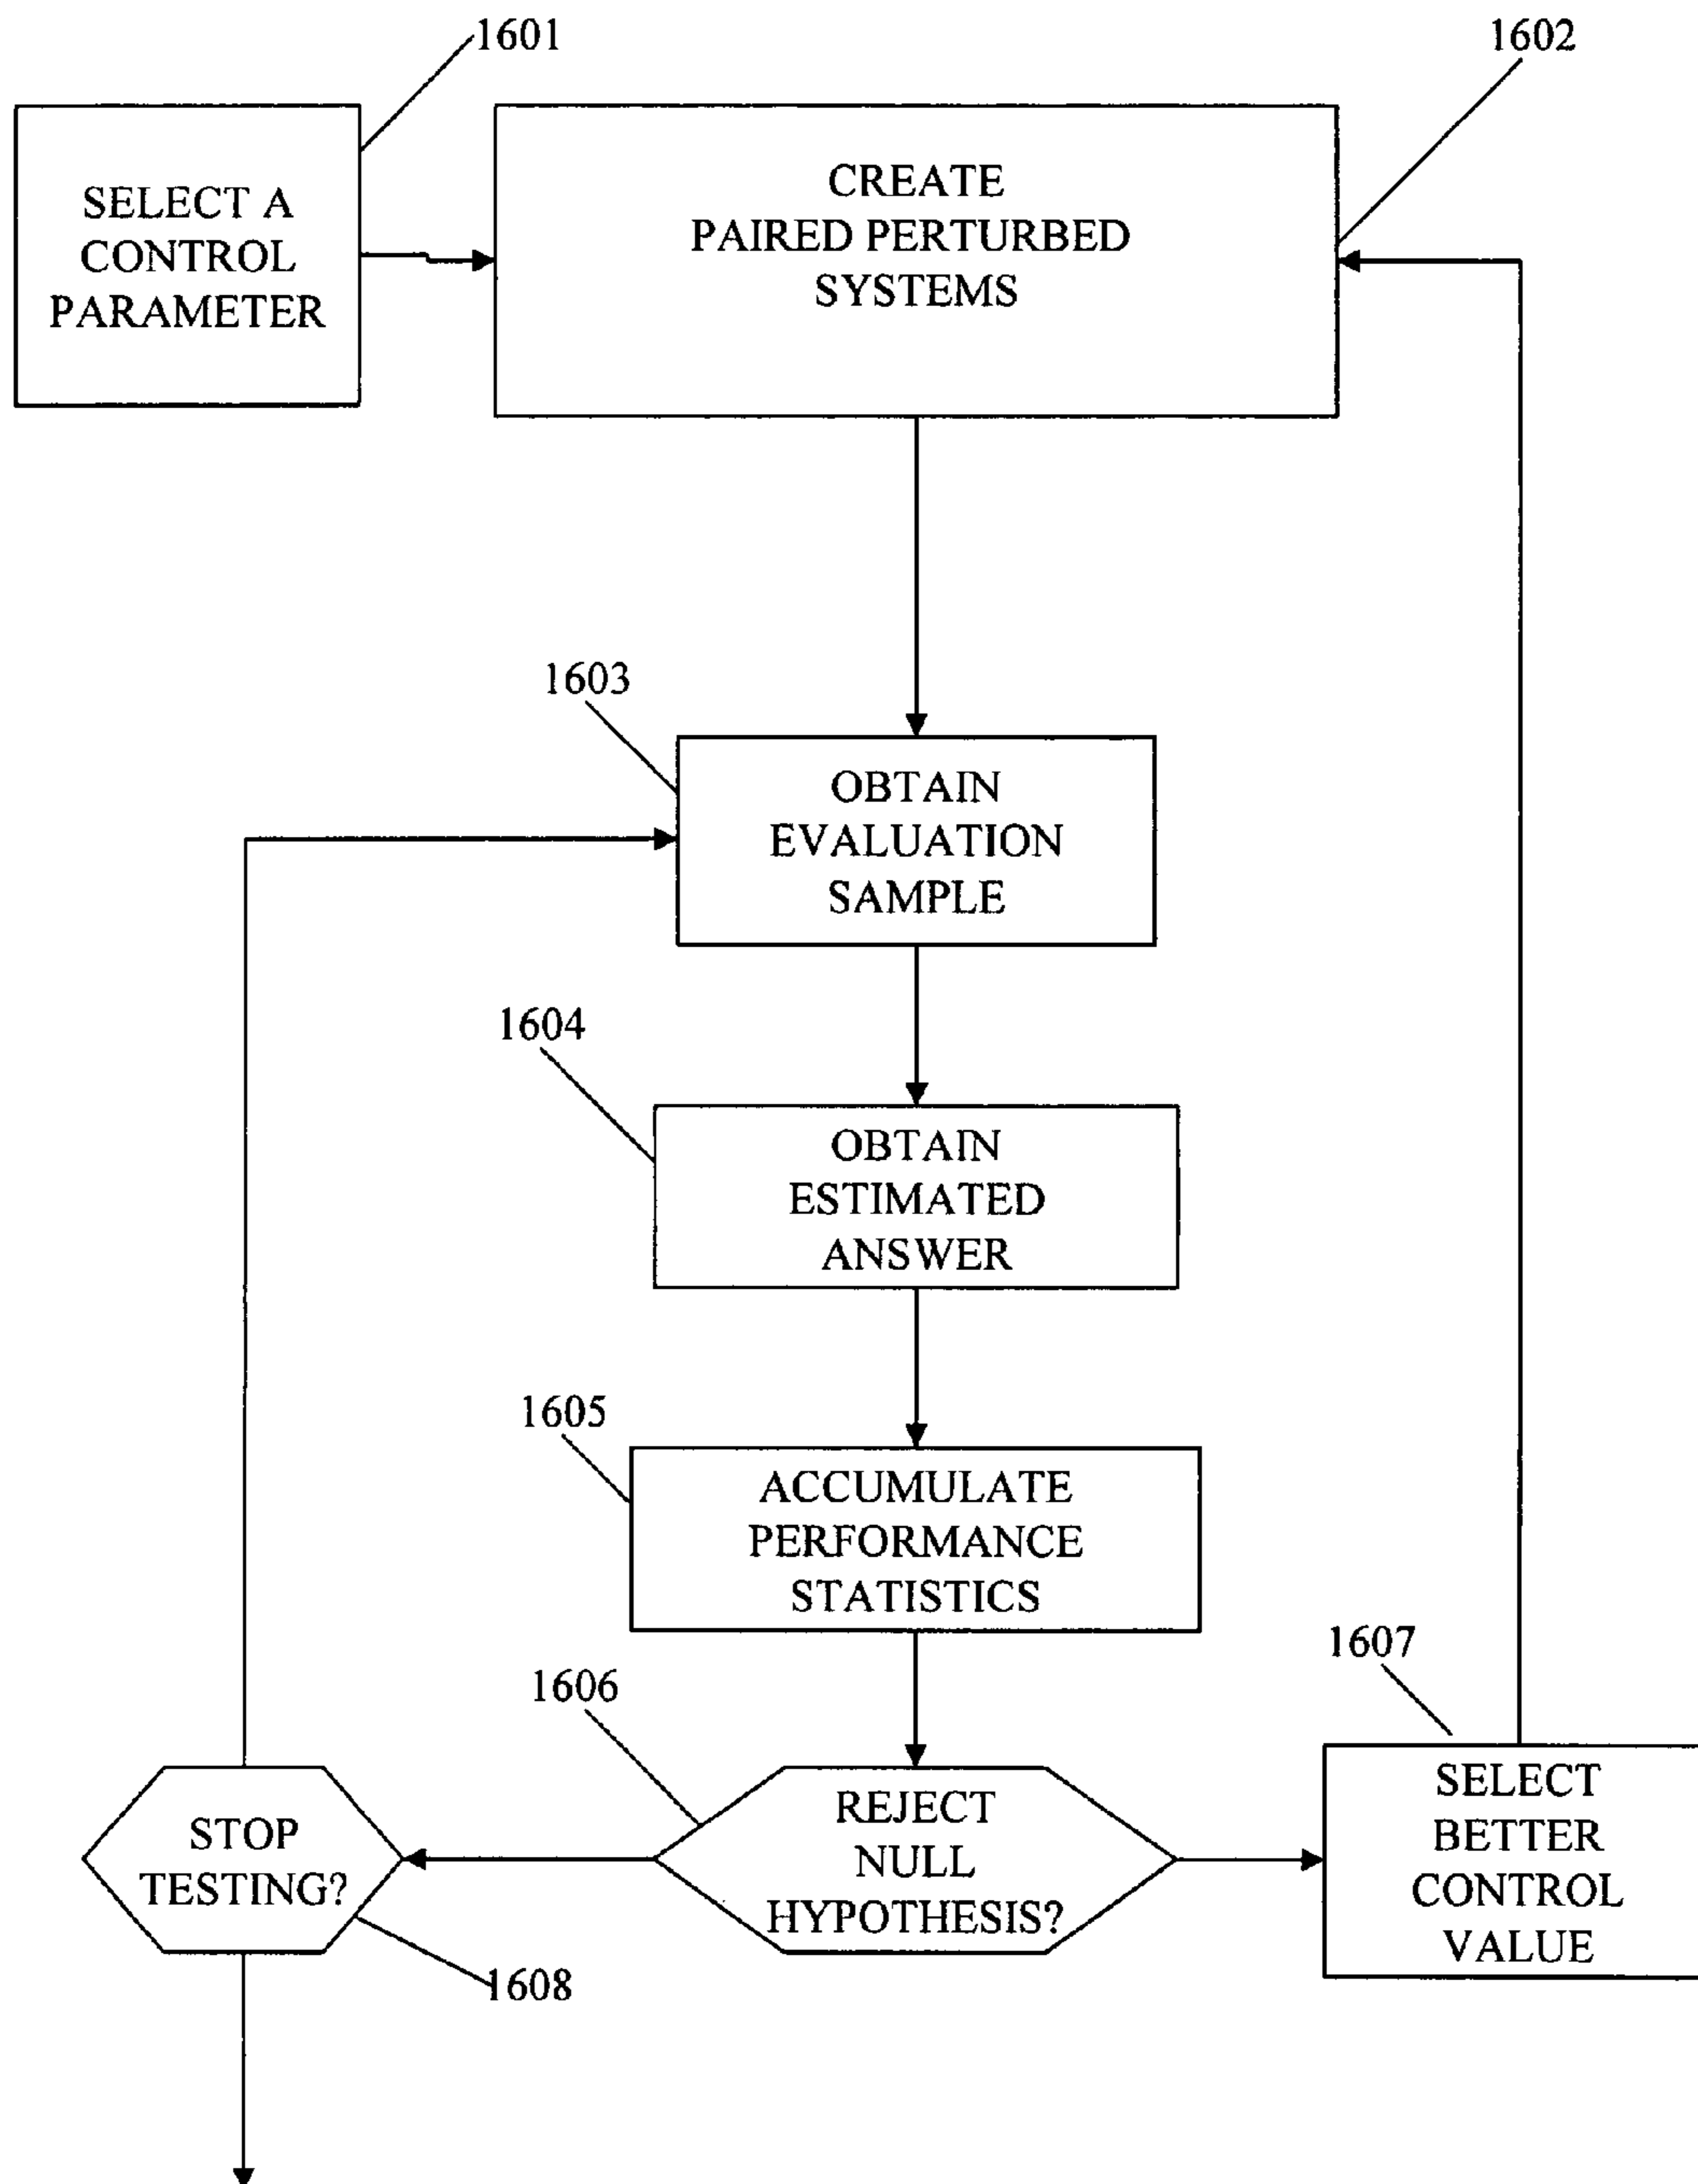 1601
1602
SELECT A
CONTROL
PARAMETER
CREATE
PAIRED PERTURBED
SYSTEMS
1603
OBTAIN
EVALUATION
SAMPLE
1604
OBTAIN
ESTIMATED
ANSWER
1605
ACCUMULATE
PERFORMANCE
STATISTICS
1606
1607
STOP
TESTING?
REJECT
NULL
HYPOTHESIS?
SELECT
BETTER
CONTROL
VALUE
1608